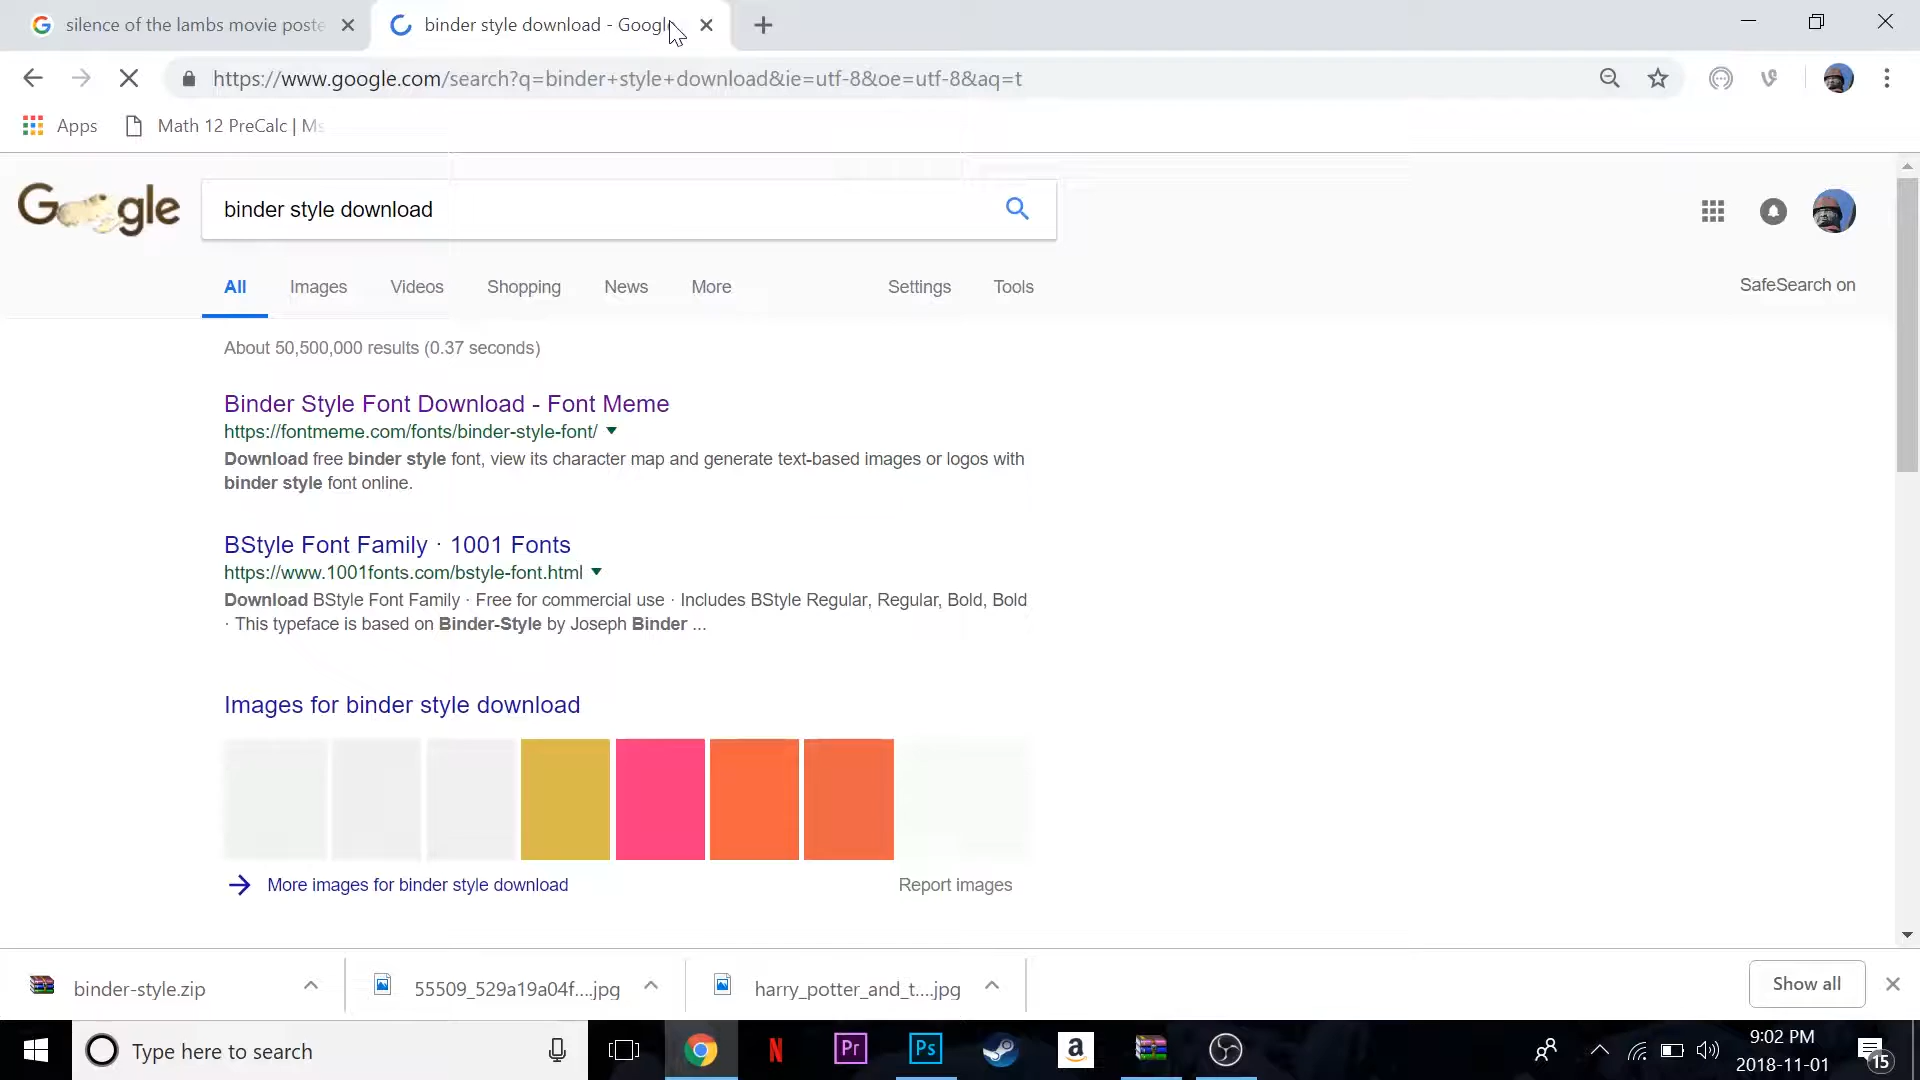 silence of the lambs movie poste
binder style download - Googl
https://www.google.com/search?q=binder+style+download&ie=utf-8&oe=utf-8&aq=t
Apps
Math 12 PreCalc | Ms
Google
binder style download
All
Images
Videos
Shopping
News
More
Settings
Tools
SafeSearch on
About 50,500,000 results (0.37 seconds)
Binder Style Font Download - Font Meme
https://fontmeme.com/fonts/binder-style-font/
Download free binder style font, view its character map and generate text-based images or logos with
binder style font online.
BStyle Font Family · 1001 Fonts
https://www.1001fonts.com/bstyle-font.html
Download BStyle Font Family · Free for commercial use · Includes BStyle Regular, Regular, Bold, Bold
· This typeface is based on Binder-Style by Joseph Binder ...
Images for binder style download
More images for binder style download
Report images
binder-style.zip
55509_529a19a04f....jpg
harry_potter_and_t....jpg
Show all
Type here to search
N
Pr
Ps
a
9:02 PM
2018-11-01
15